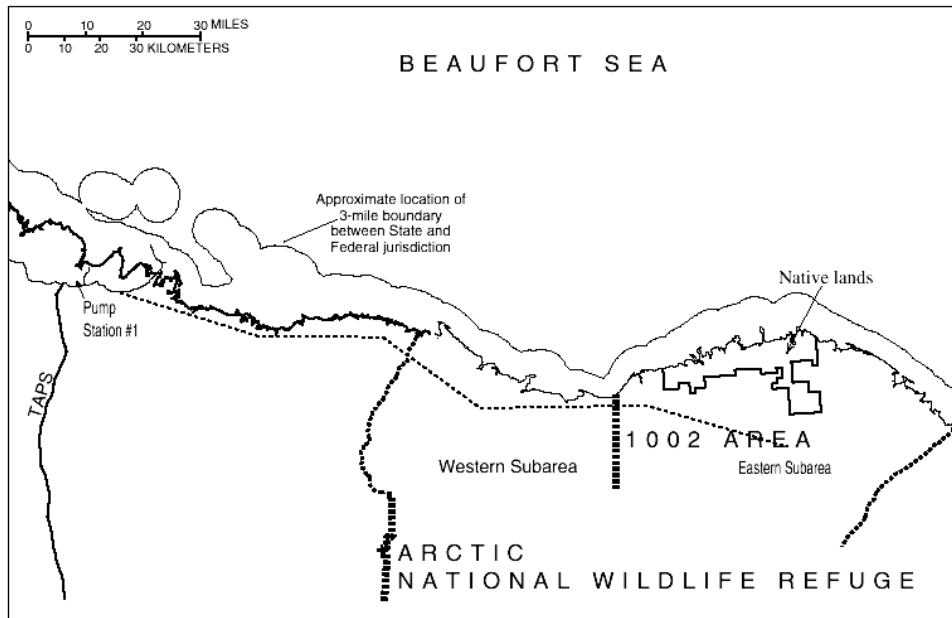 0 10 20 30 MILES
0 10 20 30 KILOMETERS
BEAUFORT SEA
Approximate location of
3-mile boundary
between State and
Federal jurisdiction
Native lands
Pump
Station #1
TAPS
1002 AREA
Western Subarea
Eastern Subarea
ARCTIC
NATIONAL WILDLIFE REFUGE